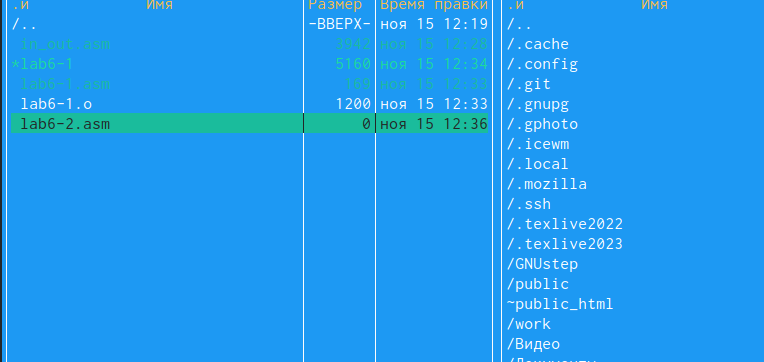 .и Имя Размер Время правки
/.. -ВВЕРХ- ноя 15 12:19
in_out.asm 3942 ноя 15 12:28
*lab6-1 5160 ноя 15 12:34
lab6-1.asm 169 ноя 15 12:33
lab6-1.o 1200 ноя 15 12:33
lab6-2.asm 0 ноя 15 12:36
.и Имя
/..
/.cache
/.config
/.git
/.gnupg
/.gphoto
/.icewm
/.local
/.mozilla
/.ssh
/.texlive2022
/.texlive2023
/GNUstep
/public
~public_html
/work
/Видео